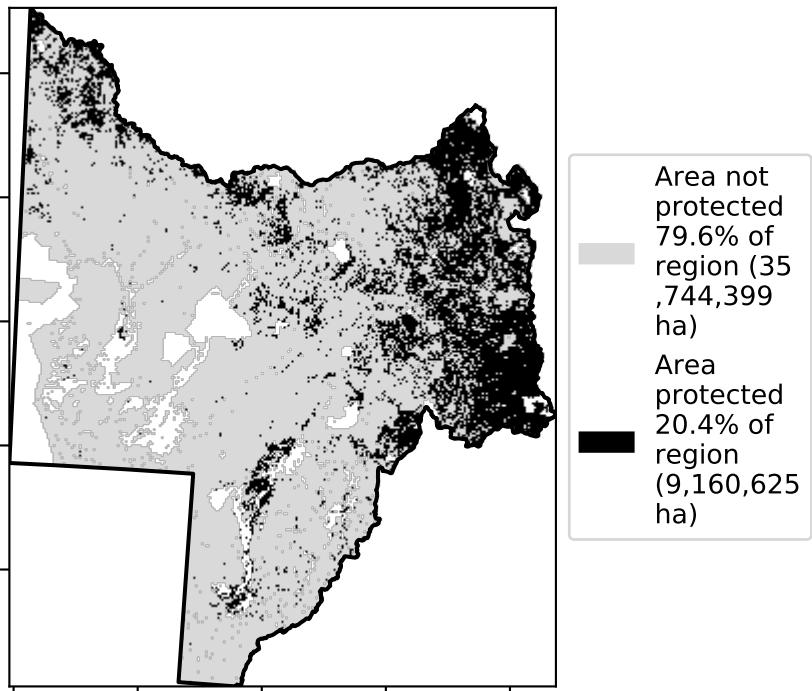 Area not
protected
79.6% of
region (35
,744,399
ha)
Area
protected
20.4% of
region
(9,160,625
ha)